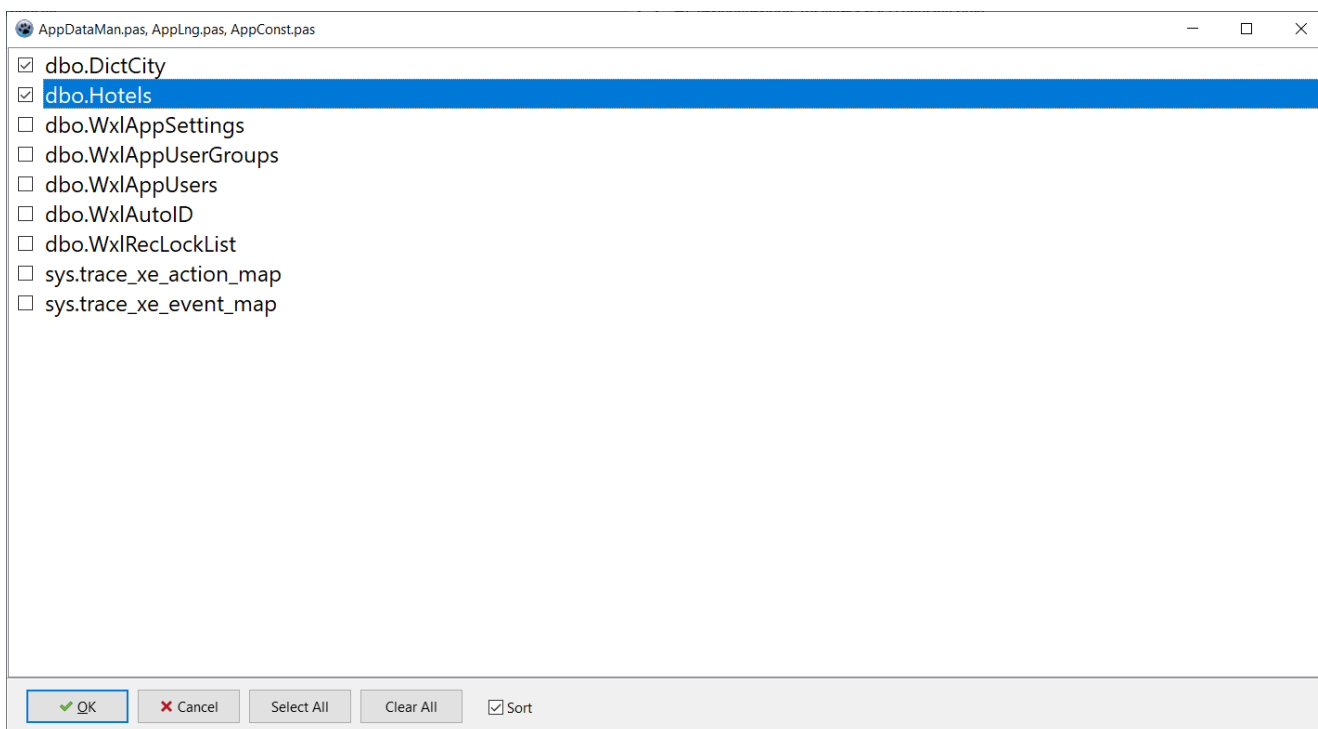 AppDataMan.pas, AppLng.pas, AppConst.pas
dbo.DictCity
dbo.Hotels
dbo.WxlAppSettings
dbo.WxlAppUserGroups
dbo.WxlAppUsers
dbo.WxlAutoID
dbo.WxlRecLockList
sys.trace_xe_action_map
sys.trace_xe_event_map
OK Cancel Select All Clear All Sort